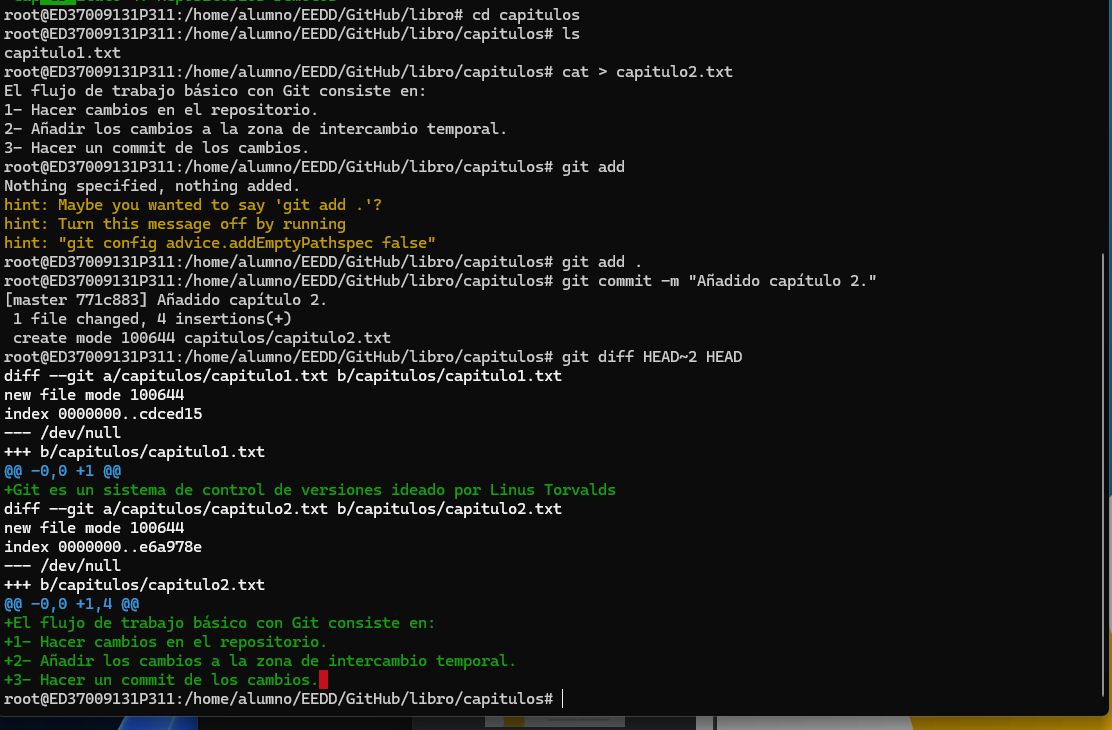 root@ED37009131P311:/home/alumno/EEDD/GitHub/libro# cd capitulos
root@ED37009131P311:/home/alumno/EEDD/GitHub/libro/capitulos# ls
capitulo1.txt
root@ED37009131P311:/home/alumno/EEDD/GitHub/libro/capitulos# cat > capitulo2.txt
El flujo de trabajo básico con Git consiste en:
1- Hacer cambios en el repositorio.
2- Añadir los cambios a la zona de intercambio temporal.
3- Hacer un commit de los cambios.
root@ED37009131P311:/home/alumno/EEDD/GitHub/libro/capitulos# git add
Nothing specified, nothing added.
hint: Maybe you wanted to say 'git add .'?
hint: Turn this message off by running
hint: "git config advice.addEmptyPathspec false"
root@ED37009131P311:/home/alumno/EEDD/GitHub/libro/capitulos# git add .
root@ED37009131P311:/home/alumno/EEDD/GitHub/libro/capitulos# git commit -m "Añadido capítulo 2."
[master 771c883] Añadido capítulo 2.
 1 file changed, 4 insertions(+)
 create mode 100644 capitulos/capitulo2.txt
root@ED37009131P311:/home/alumno/EEDD/GitHub/libro/capitulos# git diff HEAD~2 HEAD
diff --git a/capitulos/capitulo1.txt b/capitulos/capitulo1.txt
new file mode 100644
index 0000000..cdced15
--- /dev/null
+++ b/capitulos/capitulo1.txt
@@ -0,0 +1 @@
+Git es un sistema de control de versiones ideado por Linus Torvalds
diff --git a/capitulos/capitulo2.txt b/capitulos/capitulo2.txt
new file mode 100644
index 0000000..e6a978e
--- /dev/null
+++ b/capitulos/capitulo2.txt
@@ -0,0 +1,4 @@
+El flujo de trabajo básico con Git consiste en:
+1- Hacer cambios en el repositorio.
+2- Añadir los cambios a la zona de intercambio temporal.
+3- Hacer un commit de los cambios.
root@ED37009131P311:/home/alumno/EEDD/GitHub/libro/capitulos#